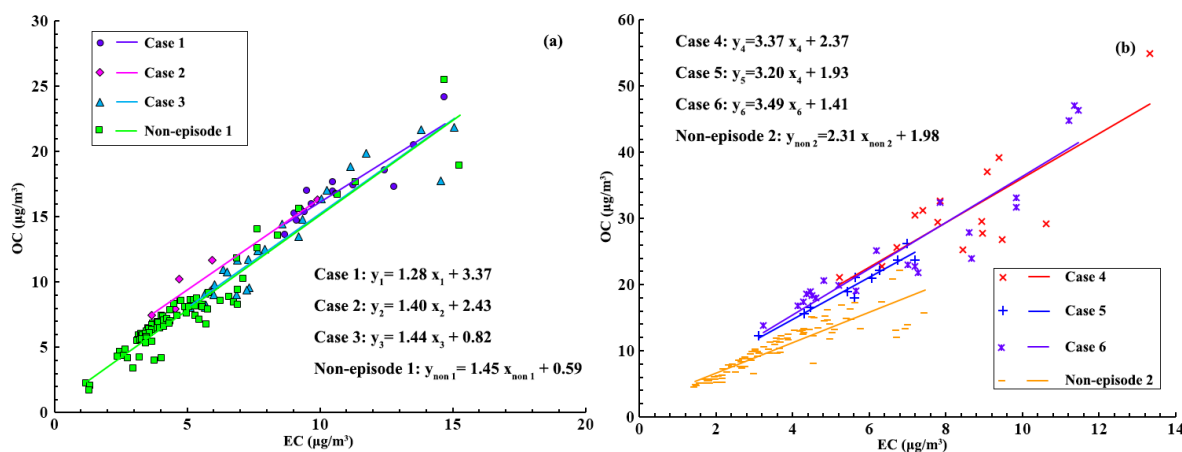 30
25
20
15
10
5
0
OC (μg/m³)
0
5
10
15
20
EC (μg/m³)
Case 1
Case 2
Case 3
Non-episode 1
(a)
Case 1: y₁= 1.28 x₁ + 3.37
Case 2: y₂= 1.40 x₂ + 2.43
Case 3: y₃= 1.44 x₃ + 0.82
Non-episode 1: y non 1= 1.45 x non 1 + 0.59
60
50
40
30
20
10
0
OC (μg/m³)
0
2
4
6
8
10
12
14
EC (μg/m³)
Case 4: y₄=3.37 x₄ + 2.37
Case 5: y₅=3.20 x₄ + 1.93
Case 6: y₆=3.49 x₆ + 1.41
Non-episode 2: y non 2=2.31 x non 2 + 1.98
(b)
Case 4
Case 5
Case 6
Non-episode 2